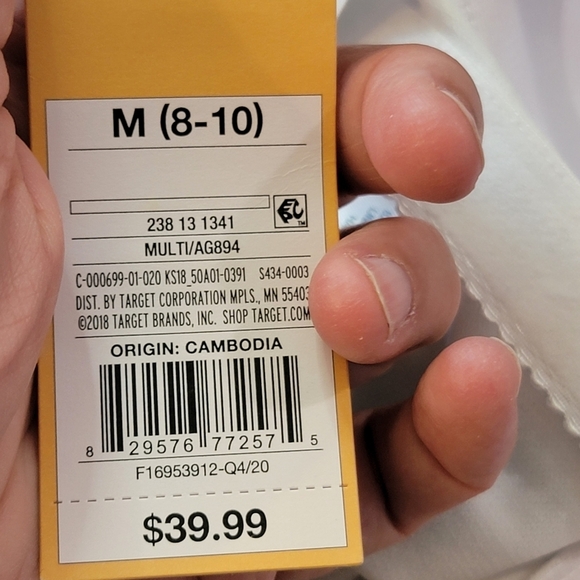 M (8-10)
238 13 1341
MULTI/AG894
C-000699-01-020 KS18_50A01-0391 S434-0003
DIST. BY TARGET CORPORATION MPLS., MN 55403
©2018 TARGET BRANDS, INC. SHOP TARGET.COM
ORIGIN: CAMBODIA
8 29576 77257 5
F16953912-Q4/20
$39.99